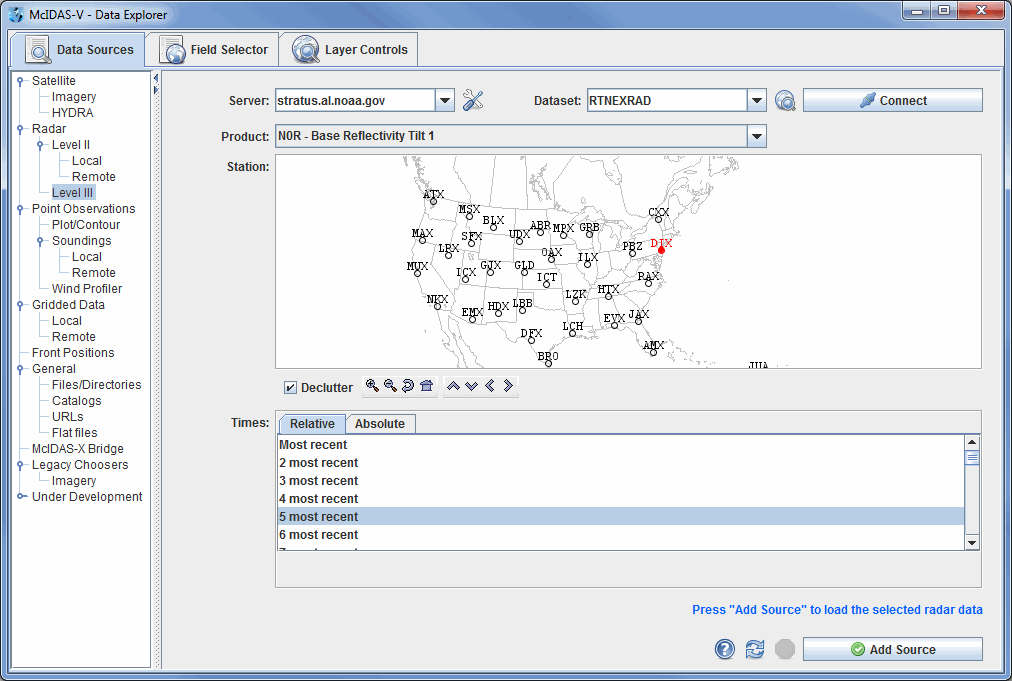 McIDAS-V - Data Explorer
Data Sources
Field Selector
Layer Controls
Satellite
Imagery
HYDRA
Radar
Level II
Local
Remote
Level III
Point Observations
Plot/Contour
Soundings
Local
Remote
Wind Profiler
Gridded Data
Local
Remote
Front Positions
General
Files/Directories
Catalogs
URLs
Flat files
McIDAS-X Bridge
Legacy Choosers
Imagery
Under Development
Server: stratus.al.noaa.gov
Dataset: RTNEXRAD
Connect
Product: N0R - Base Reflectivity Tilt 1
Station:
ATX
MSX
BLX
ABR
MPX
GRB
CXX
MAX
SFX
UDX
LRX
OAX
ILX
PBZ
DIX
MUX
ICX
GJX
GLD
ICT
RAX
NKX
EMX
HDX
LBB
LZK
HTX
DFX
LCH
EVX
JAX
BRO
AMX
JUA
Declutter
Times:
Relative
Absolute
Most recent
2 most recent
3 most recent
4 most recent
5 most recent
6 most recent
Press "Add Source" to load the selected radar data
Add Source